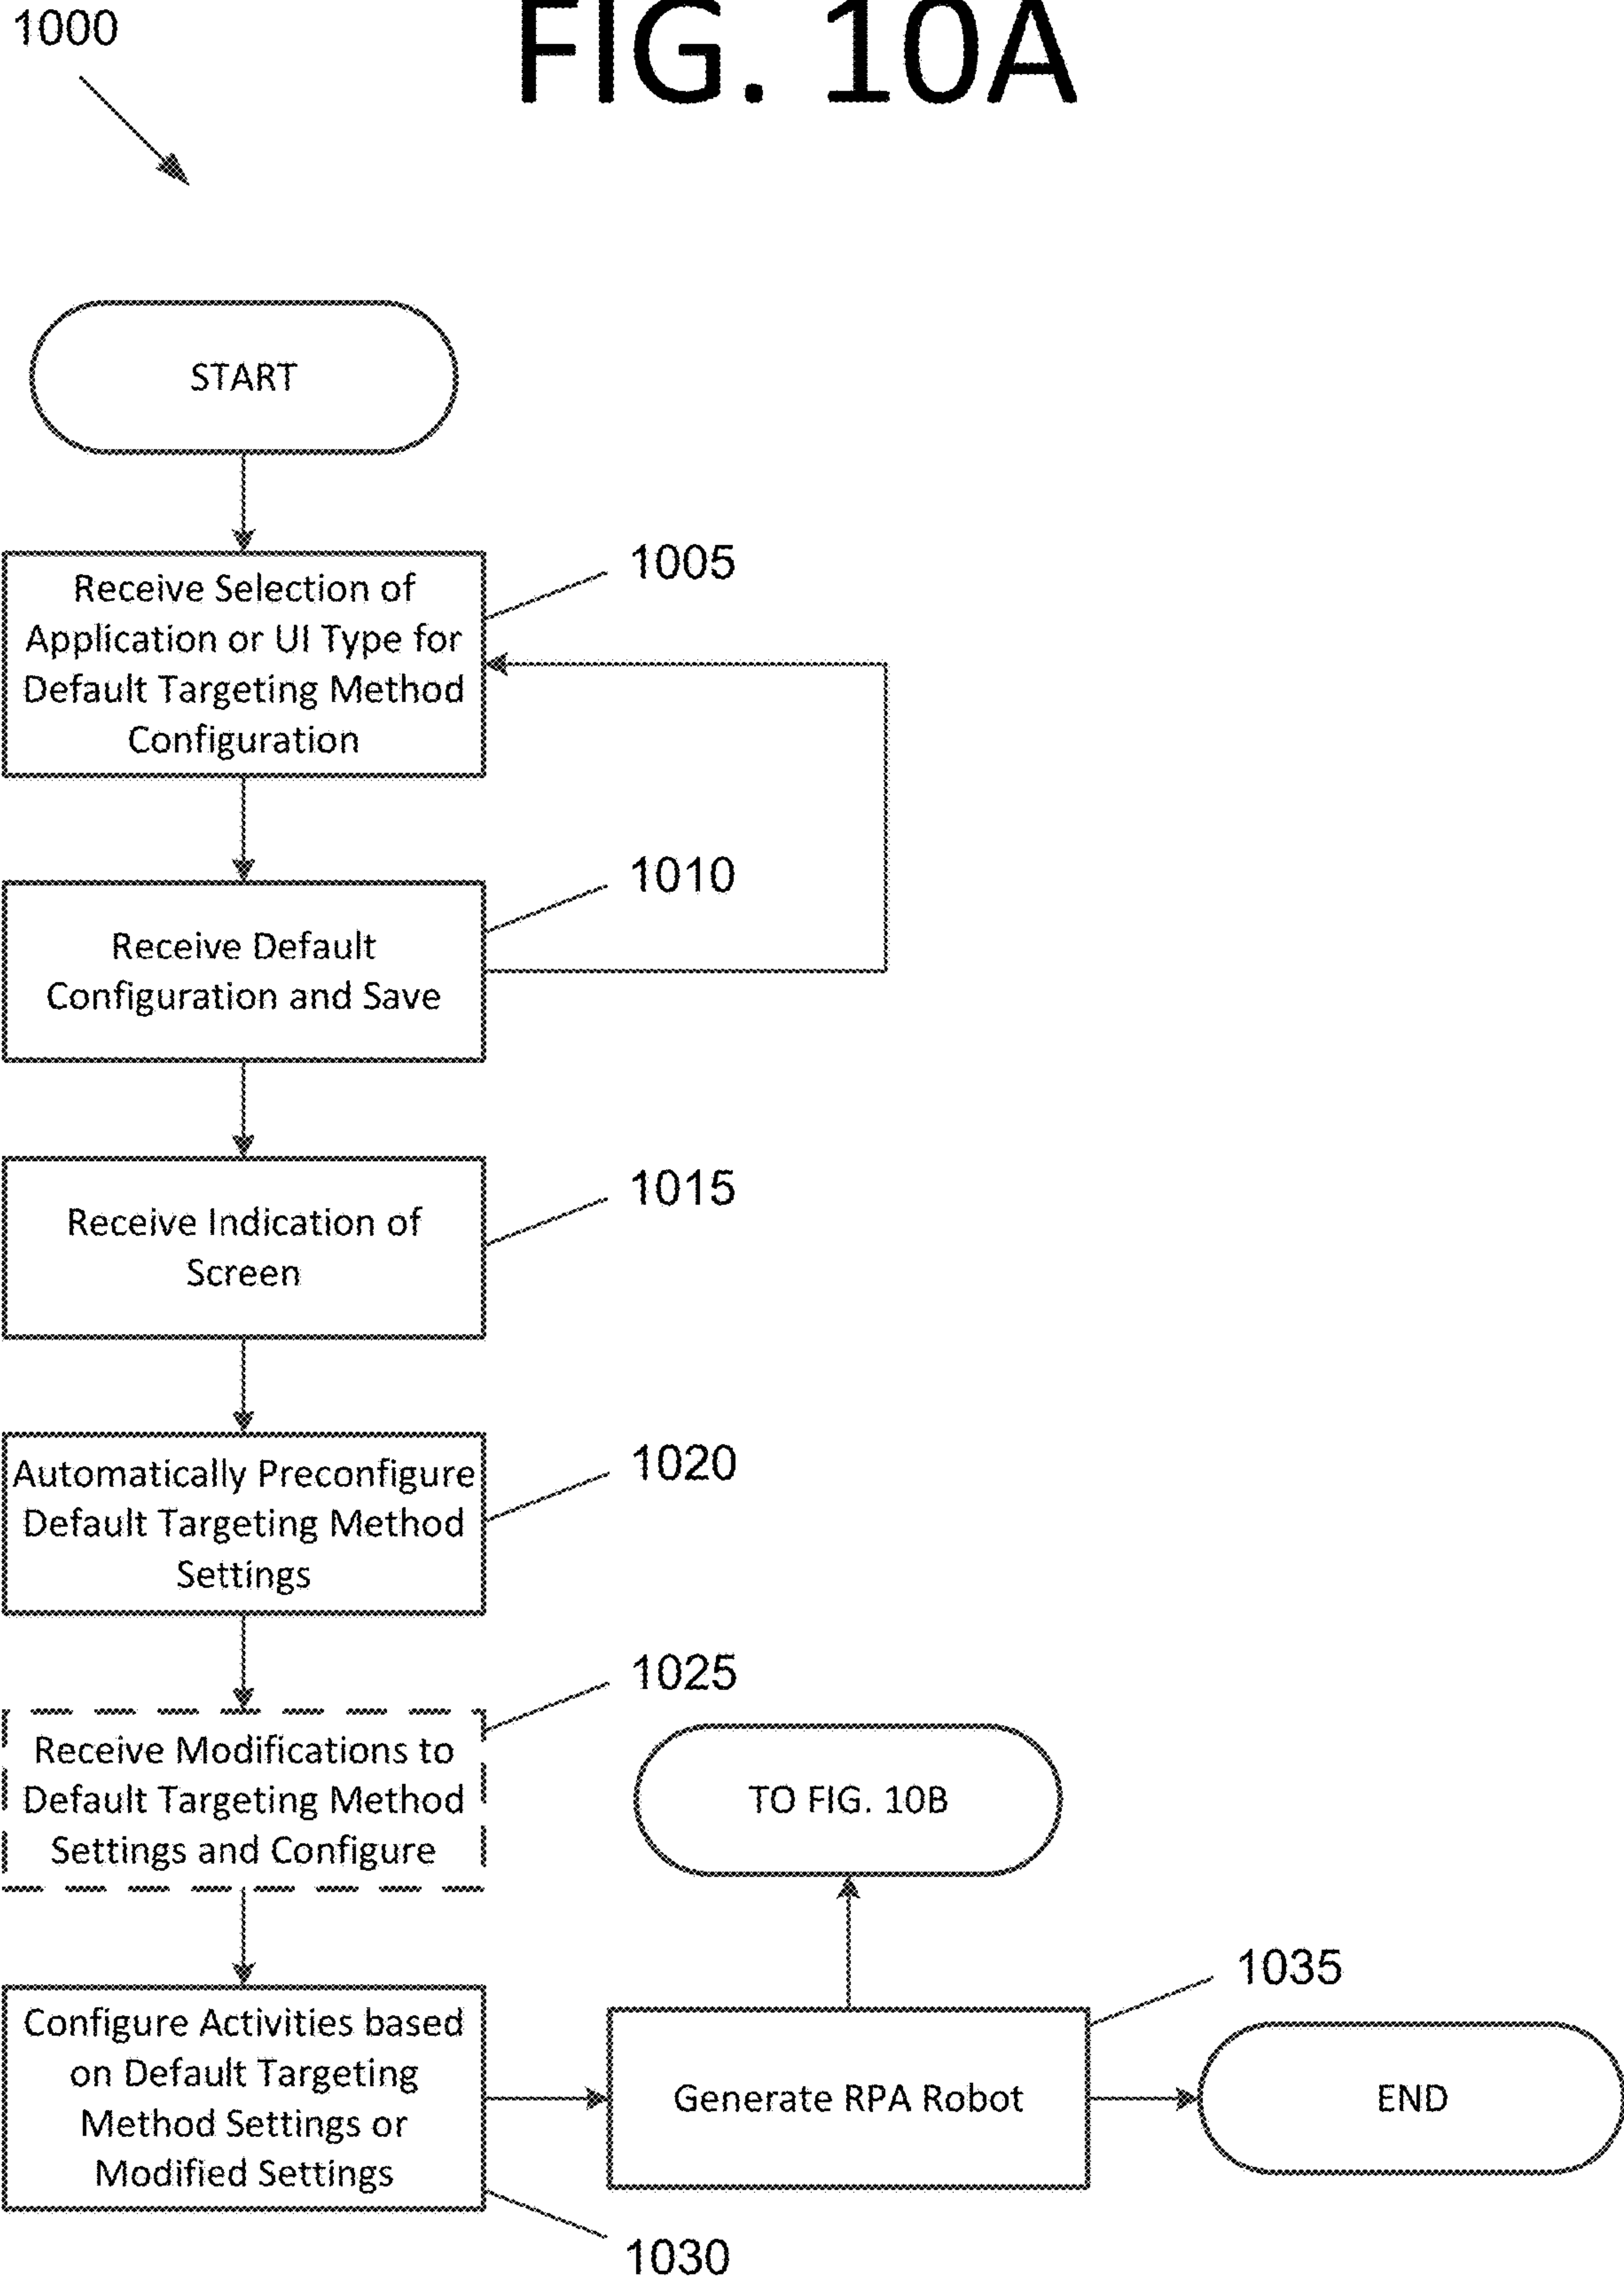 FIG. 10A
1000
START
Receive Selection of
Application or UI Type for
Default Targeting Method
Configuration
1005
Receive Default
Configuration and Save
1010
Receive Indication of
Screen
1015
Automatically Preconfigure
Default Targeting Method
Settings
1020
Receive Modifications to
Default Targeting Method
Settings and Configure
1025
TO FIG. 10B
Configure Activities based
on Default Targeting
Method Settings or
Modified Settings
1030
Generate RPA Robot
1035
END